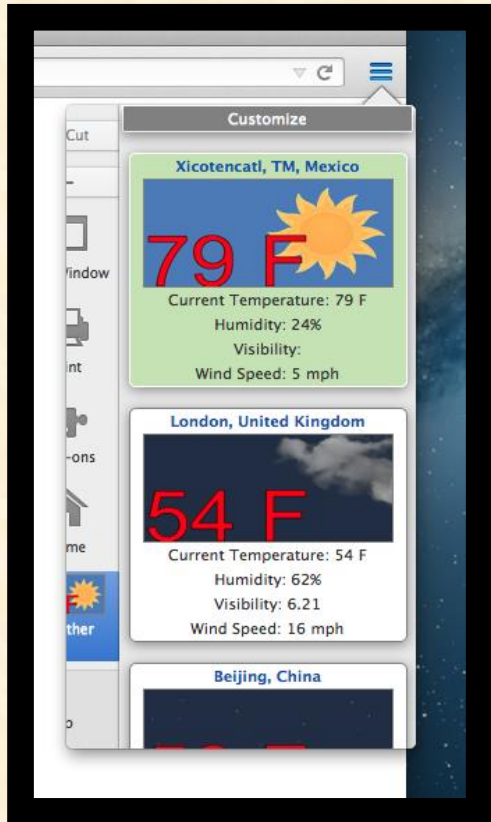 Customize
Cut
Xicotencatl, TM, Mexico
79 F
Current Temperature: 79 F
Humidity: 24%
Visibility:
Wind Speed: 5 mph
London, United Kingdom
54 F
Current Temperature: 54 F
Humidity: 62%
Visibility: 6.21
Wind Speed: 16 mph
Beijing, China